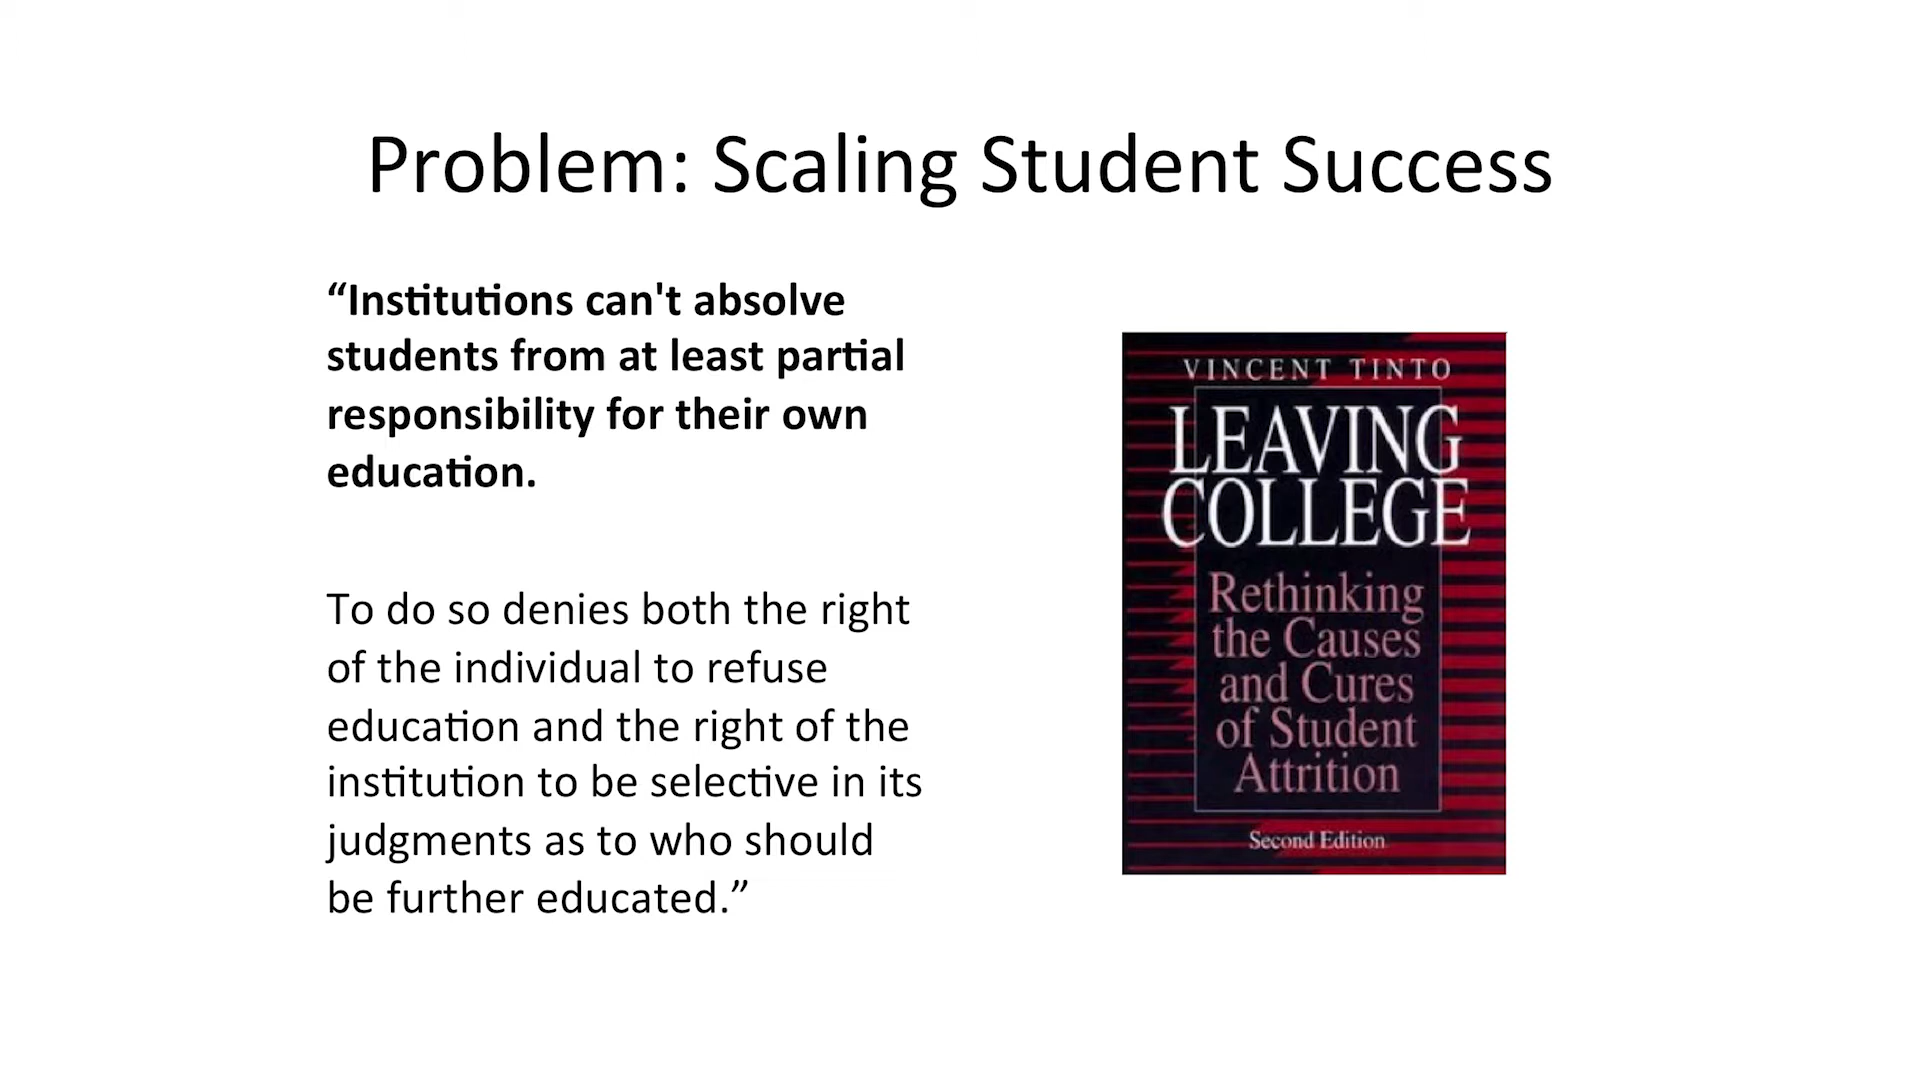 Problem: Scaling Student Success
“Institutions can't absolve
students from at least partial
responsibility for their own
education.
To do so denies both the right
of the individual to refuse
education and the right of the
institution to be selective in its
judgments as to who should
be further educated.”
VINCENT TINTO
LEAVING
COLLEGE
Rethinking
the Causes
and Cures
of Student
Attrition
Second Edition